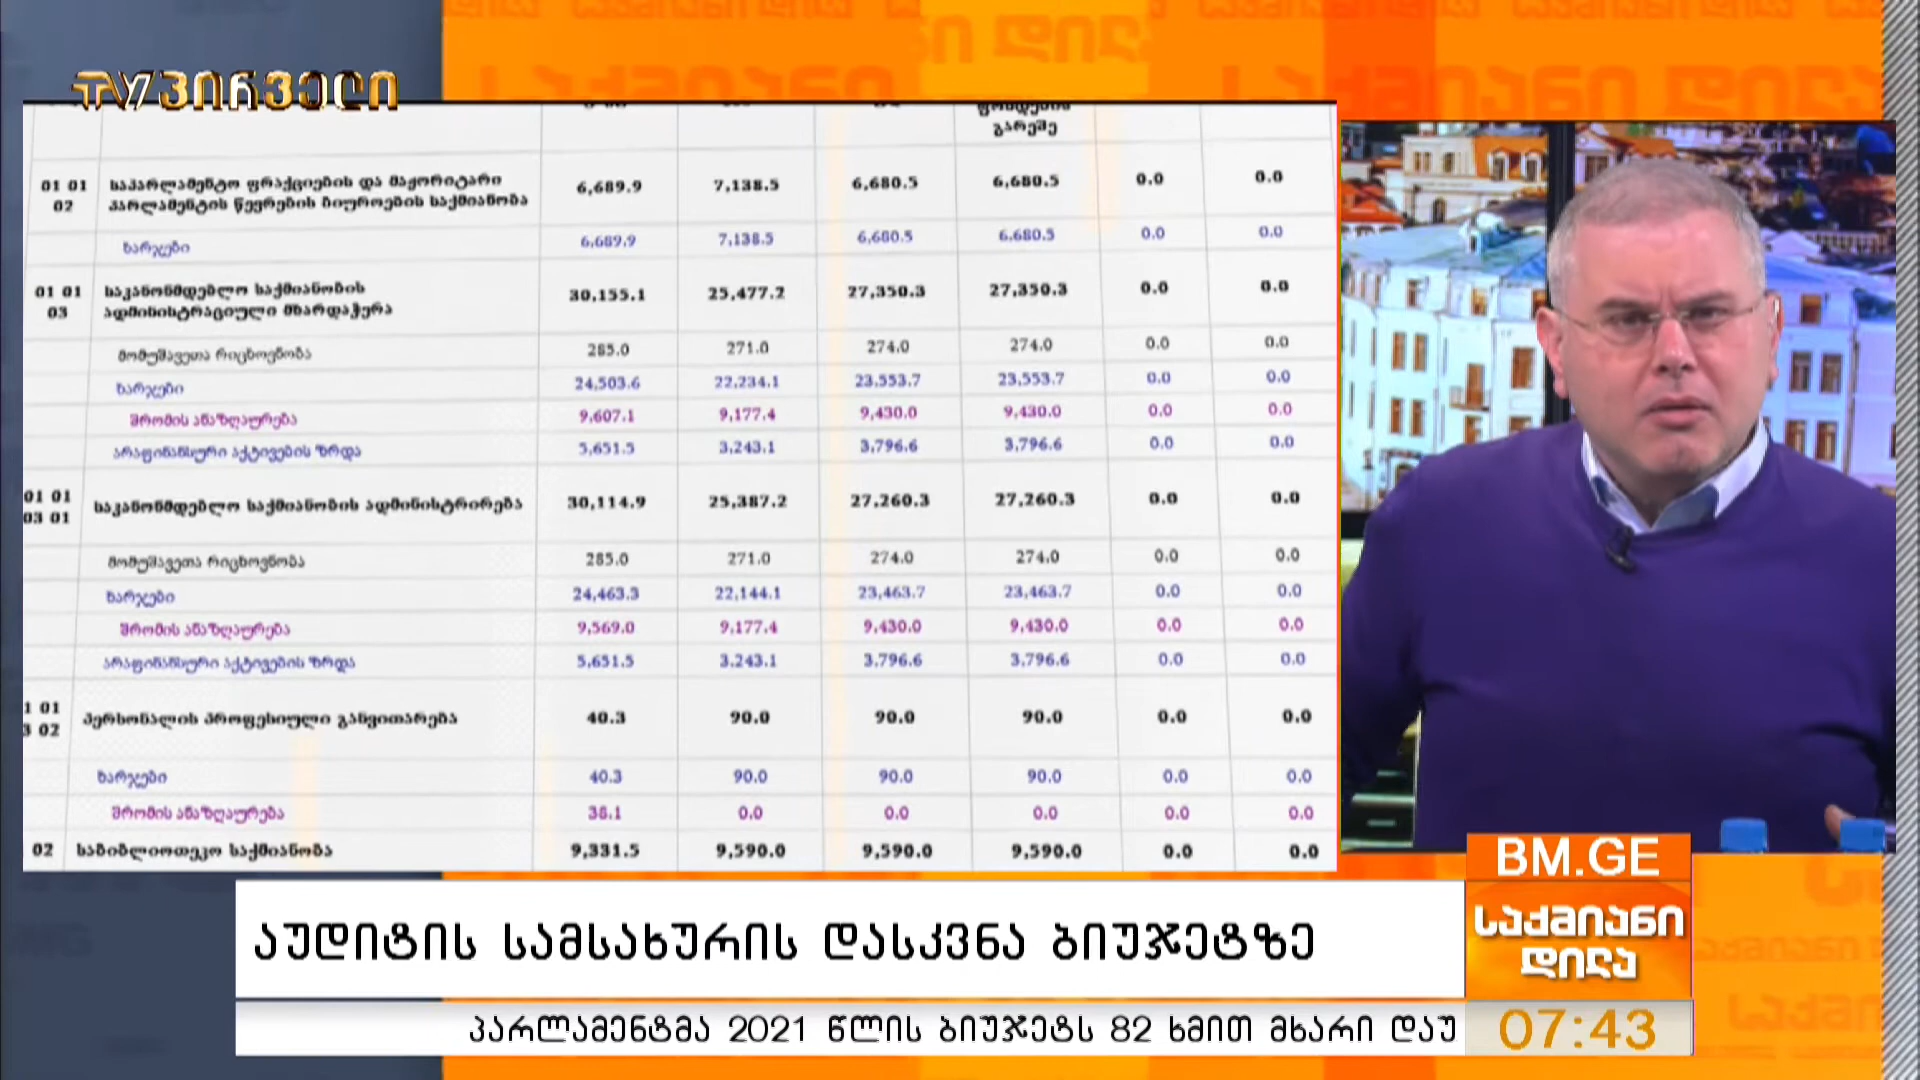 TV პირველი
ფონდების
გარეშე
01 01 02 საპარლამენტო ფრაქციების და მაჟორიტარი პარლამენტის წევრების ბიუროების საქმიანობა 6,689.9 7,138.5 6,680.5 6,680.5 0.0 0.0
ხარჯები 6,689.9 7,138.5 6,680.5 6,680.5 0.0 0.0
01 01 03 საკანონმდებლო საქმიანობის ადმინისტრაციული მხარდაჭერა 30,155.1 25,477.2 27,350.3 27,350.3 0.0 0.0
მომუშავეთა რიცხოვნობა 285.0 271.0 274.0 274.0 0.0 0.0
ხარჯები 24,503.6 22,234.1 23,553.7 23,553.7 0.0 0.0
შრომის ანაზღაურება 9,607.1 9,177.4 9,430.0 9,430.0 0.0 0.0
არაფინანსური აქტივების ზრდა 5,651.5 3,243.1 3,796.6 3,796.6 0.0 0.0
01 01 03 01 საკანონმდებლო საქმიანობის ადმინისტრირება 30,114.9 25,387.2 27,260.3 27,260.3 0.0 0.0
მომუშავეთა რიცხოვნობა 285.0 271.0 274.0 274.0 0.0 0.0
ხარჯები 24,463.3 22,144.1 23,463.7 23,463.7 0.0 0.0
შრომის ანაზღაურება 9,569.0 9,177.4 9,430.0 9,430.0 0.0 0.0
არაფინანსური აქტივების ზრდა 5,651.5 3,243.1 3,796.6 3,796.6 0.0 0.0
1 01 3 02 პერსონალის პროფესიული განვითარება 40.3 90.0 90.0 90.0 0.0 0.0
ხარჯები 40.3 90.0 90.0 90.0 0.0 0.0
შრომის ანაზღაურება 38.1 0.0 0.0 0.0 0.0 0.0
02 საბიბლიოთეკო საქმიანობა 9,331.5 9,590.0 9,590.0 9,590.0 0.0 0.0
BM.GE
საქმიანი
დილა
აუდიტის სამსახურის დასკვნა ბიუჯეტზე
პარლამენტმა 2021 წლის ბიუჯეტს 82 ხმით მხარი დაუ
07:43